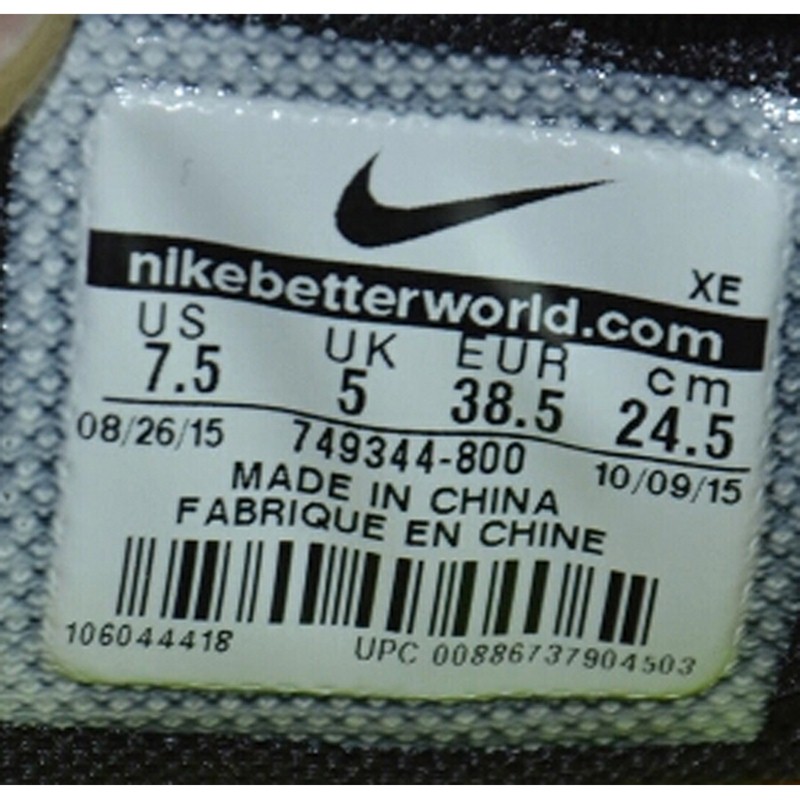 XE
nikebetterworld.com
US UK EUR cm
7.5 5 38.5 24.5
08/26/15 749344-800 10/09/15
MADE IN CHINA
FABRIQUE EN CHINE
106044418 UPC 00886737904503